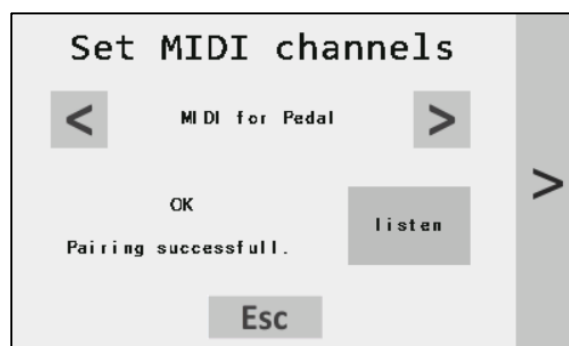 Set MIDI channels
< MIDI for Pedal >
>
OK
listen
Pairing successfull.
Esc